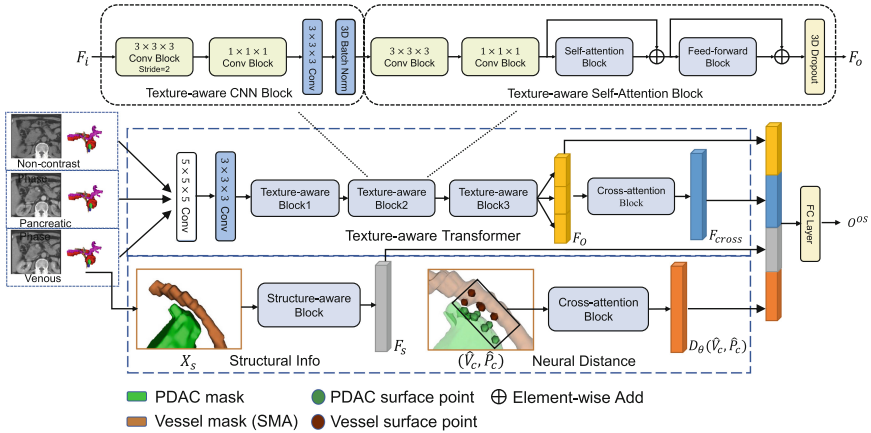 F_i
3 × 3 × 3
Conv Block
Stride=2
1 × 1 × 1
Conv Block
3 × 3 × 3 Conv
3D Batch Norm
Texture-aware CNN Block
3 × 3 × 3
Conv Block
1 × 1 × 1
Conv Block
Self-attention
Block
Feed-forward
Block
3D Dropout
F_o
Texture-aware Self-Attention Block
Non-contrast
Phase
Pancreatic
Phase
Venous
5 × 5 × 5 Conv
3 × 3 × 3 Conv
Texture-aware
Block1
Texture-aware
Block2
Texture-aware
Block3
F_O
Cross-attention
Block
F_cross
Texture-aware Transformer
FC Layer
O^OS
X_S
Structure-aware
Block
F_s
Structural Info
(V̂_c, P̂_c)
Cross-attention
Block
Neural Distance
D_θ(V̂_c, P̂_c)
PDAC mask
PDAC surface point
Element-wise Add
Vessel mask (SMA)
Vessel surface point